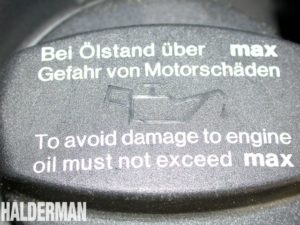 Bei Ölstand über max
Gefahr von Motorschäden
To avoid damage to engine
oil must not exceed max
HALDERMAN